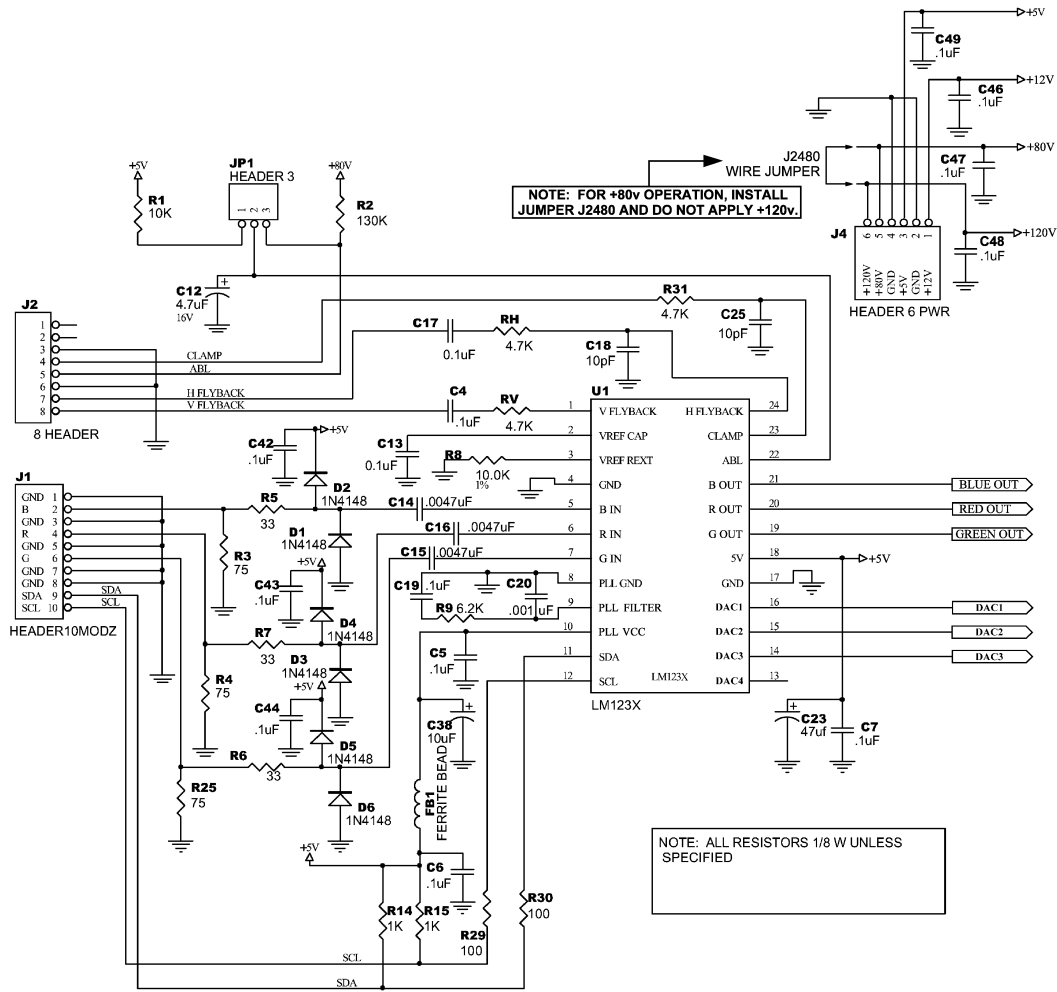 +5V
C49
.1uF
+12V
C46
.1uF
J2480
WIRE JUMPER
+80V
C47
.1uF
NOTE: FOR +80v OPERATION, INSTALL
JUMPER J2480 AND DO NOT APPLY +120v.
+120V
C48
.1uF
J4
6 5 4 3 2 1
+120V
+80V
GND
+5V
GND
+12V
HEADER 6 PWR
+5V
R1
10K
JP1
HEADER 3
1 2 3
+80V
R2
130K
C12
4.7uF
16V
+
J2
1
2
3
4
5
6
7
8
8 HEADER
CLAMP
ABL
H FLYBACK
V FLYBACK
R31
4.7K
C25
10pF
C17
0.1uF
RH
4.7K
C18
10pF
C4
.1uF
RV
4.7K
C13
0.1uF
R8
10.0K
1%
U1
1 V FLYBACK
2 VREF CAP
3 VREF REXT
4 GND
5 B IN
6 R IN
7 G IN
8 PLL GND
9 PLL FILTER
10 PLL VCC
11 SDA
12 SCL
H FLYBACK 24
CLAMP 23
ABL 22
B OUT 21
R OUT 20
G OUT 19
5V 18
GND 17
DAC1 16
DAC2 15
DAC3 14
DAC4 13
LM123X
LM123X
BLUE OUT
RED OUT
GREEN OUT
+5V
DAC1
DAC2
DAC3
+
C23
47uf
C7
.1uF
J1
GND 1
B 2
GND 3
R 4
GND 5
G 6
GND 7
GND 8
SDA 9
SCL 10
HEADER10MODZ
SDA
SCL
C42
.1uF
+5V
D2
1N4148
R5
33
C14
.0047uF
D1
1N4148
C16
.0047uF
C15
.0047uF
R3
75
+5V
C43
.1uF
C19
.1uF
C20
.001 uF
R9
6.2K
D4
1N4148
R7
33
D3
1N4148
R4
75
+5V
C44
.1uF
C5
.1uF
+
C38
10uF
D5
1N4148
R6
33
R25
75
D6
1N4148
FB1
FERRITE BEAD
+5V
C6
.1uF
R14
1K
R15
1K
R29
100
R30
100
SCL
SDA
NOTE: ALL RESISTORS 1/8 W UNLESS
SPECIFIED